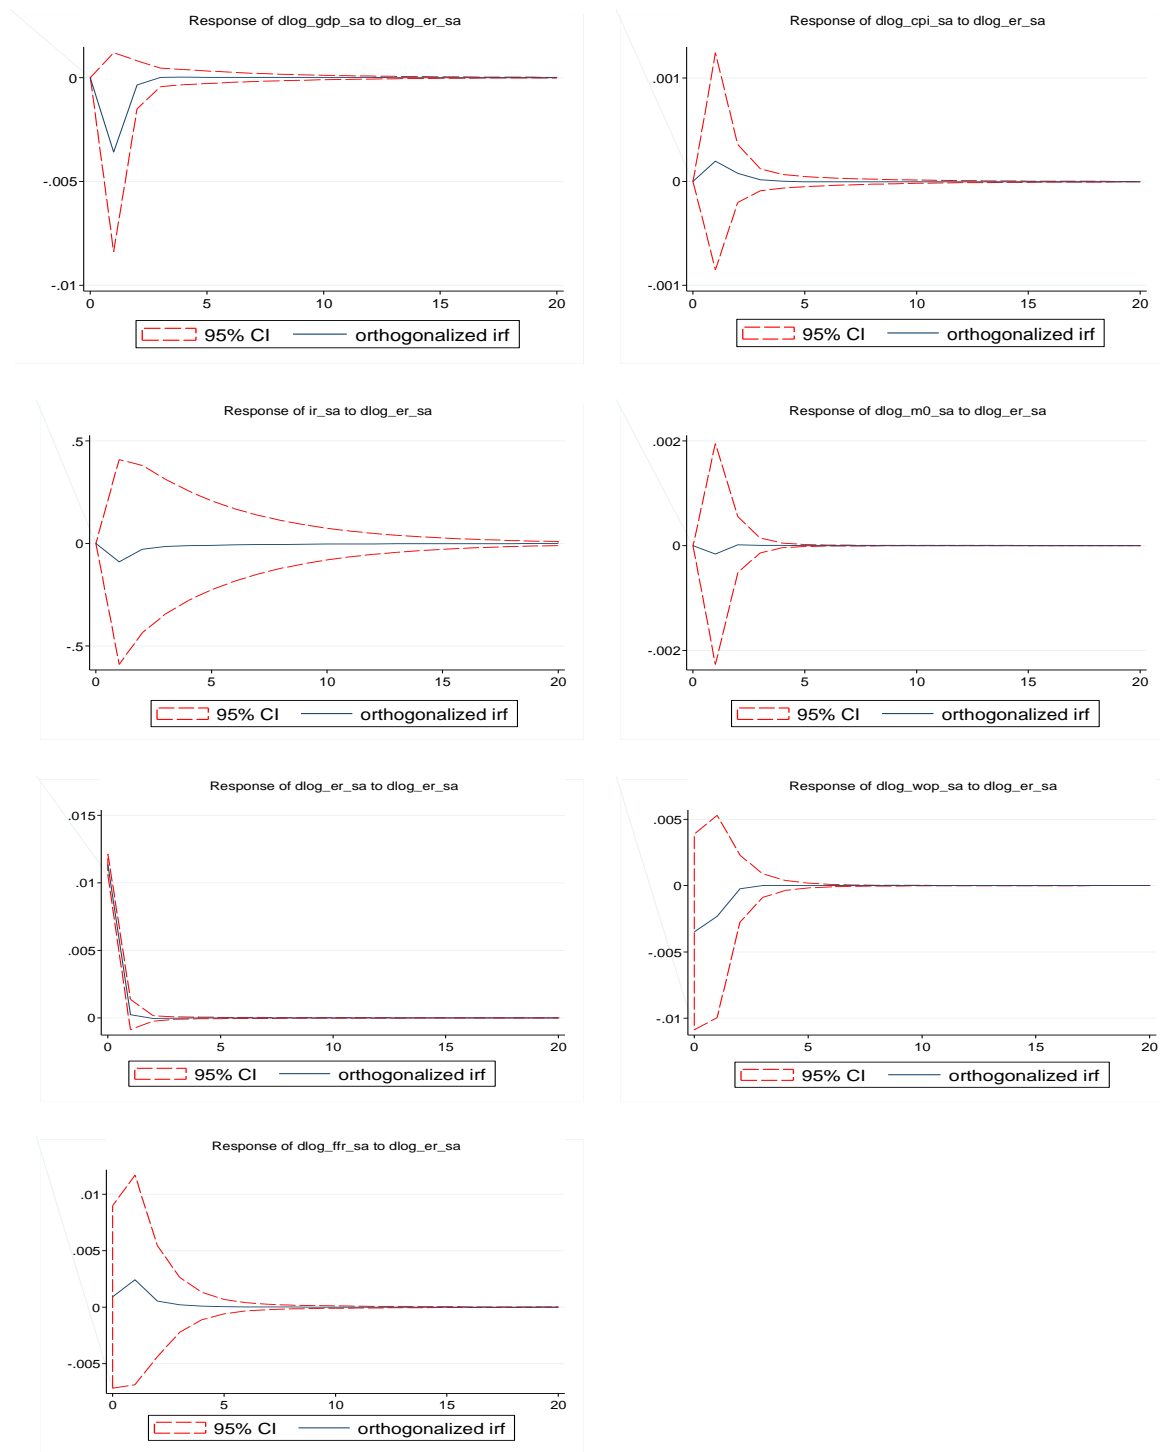 Response of dlog_gdp_sa to dlog_er_sa
0
-.005
-.01
0 5 10 15 20
95% CI orthogonalized irf
Response of dlog_cpi_sa to dlog_er_sa
.001
0
-.001
0 5 10 15 20
95% CI orthogonalized irf
Response of ir_sa to dlog_er_sa
.5
0
-.5
0 5 10 15 20
95% CI orthogonalized irf
Response of dlog_m0_sa to dlog_er_sa
.002
0
-.002
0 5 10 15 20
95% CI orthogonalized irf
Response of dlog_er_sa to dlog_er_sa
.015
.01
.005
0
0 5 10 15 20
95% CI orthogonalized irf
Response of dlog_wop_sa to dlog_er_sa
.005
0
-.005
-.01
0 5 10 15 20
95% CI orthogonalized irf
Response of dlog_ffr_sa to dlog_er_sa
.01
.005
0
-.005
0 5 10 15 20
95% CI orthogonalized irf